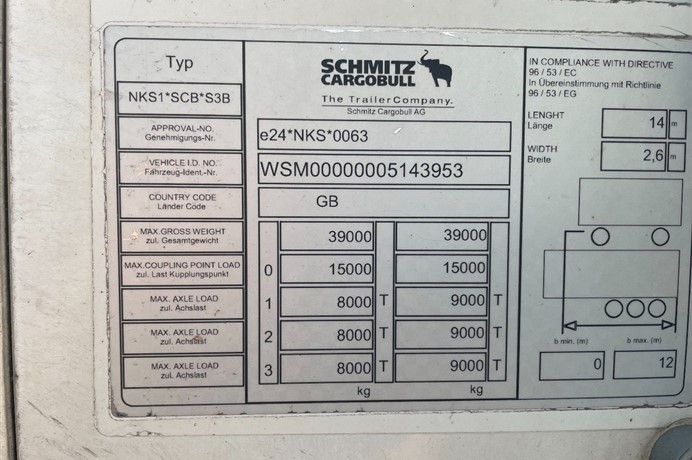 Typ
NKS1*SCB*S3B
SCHMITZ
CARGOBULL
The TrailerCompany.
Schmitz Cargobull AG
IN COMPLIANCE WITH DIRECTIVE
96 / 53 / EC
In Übereinstimmung mit Richtlinie
96 / 53 / EG
APPROVAL-NO.
Genehmigungs-Nr.
e24*NKS*0063
LENGHT
Länge
14 m
VEHICLE I.D. NO.
Fahrzeug-Ident.-Nr.
WSM00000005143953
WIDTH
Breite
2,6 m
COUNTRY CODE
Länder Code
GB
MAX.GROSS WEIGHT
zul. Gesamtgewicht
39000 39000
MAX.COUPLING POINT LOAD
zul. Last Kupplungspunkt
0 15000 15000
MAX. AXLE LOAD
zul. Achslast
1 8000 T 9000 T
MAX. AXLE LOAD
zul. Achslast
2 8000 T 9000 T
MAX. AXLE LOAD
zul. Achslast
3 8000 T 9000 T
kg kg
b min. (m) b max. (m)
0 12